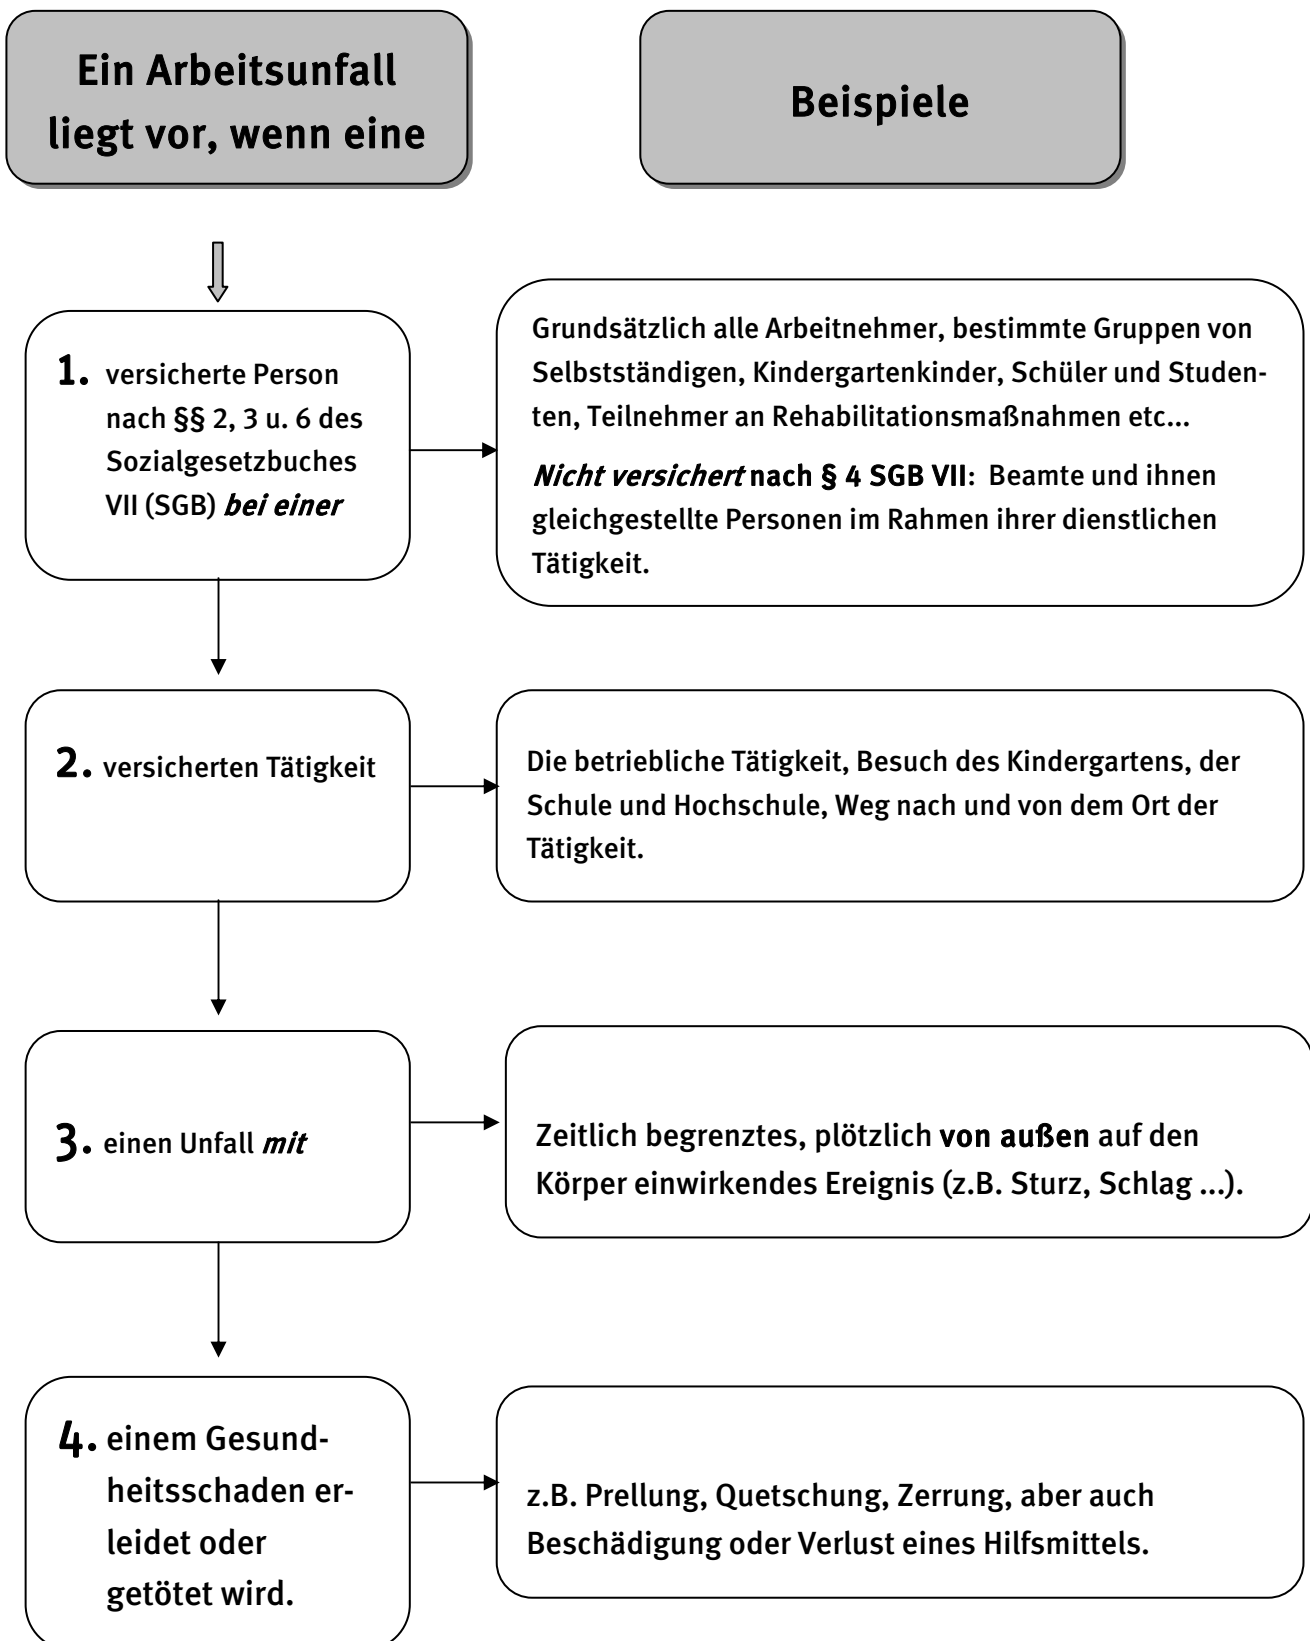 Ein Arbeitsunfall
liegt vor, wenn eine
Beispiele
1. versicherte Person
nach §§ 2, 3 u. 6 des
Sozialgesetzbuches
VII (SGB) bei einer
Grundsätzlich alle Arbeitnehmer, bestimmte Gruppen von
Selbstständigen, Kindergartenkinder, Schüler und Studen-
ten, Teilnehmer an Rehabilitationsmaßnahmen etc...
Nicht versichert nach § 4 SGB VII: Beamte und ihnen
gleichgestellte Personen im Rahmen ihrer dienstlichen
Tätigkeit.
2. versicherten Tätigkeit
Die betriebliche Tätigkeit, Besuch des Kindergartens, der
Schule und Hochschule, Weg nach und von dem Ort der
Tätigkeit.
3. einen Unfall mit
Zeitlich begrenztes, plötzlich von außen auf den
Körper einwirkendes Ereignis (z.B. Sturz, Schlag ...).
4. einem Gesund-
heitsschaden er-
leidet oder
getötet wird.
z.B. Prellung, Quetschung, Zerrung, aber auch
Beschädigung oder Verlust eines Hilfsmittels.